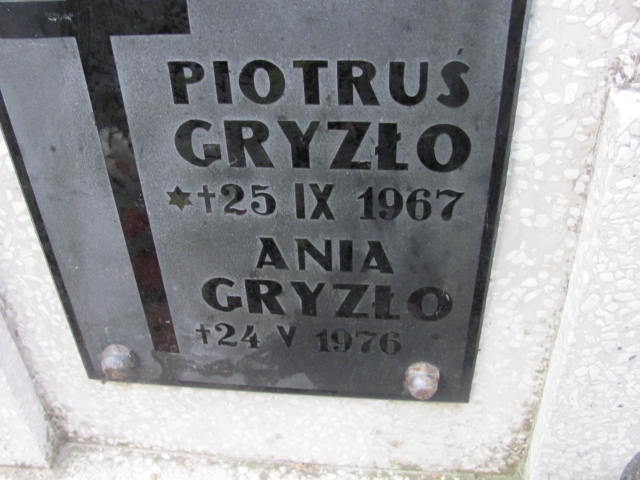 PIOTRUŚ
GRYZŁO
✶†25 IX 1967
ANIA
GRYZŁO
†24 V 1976